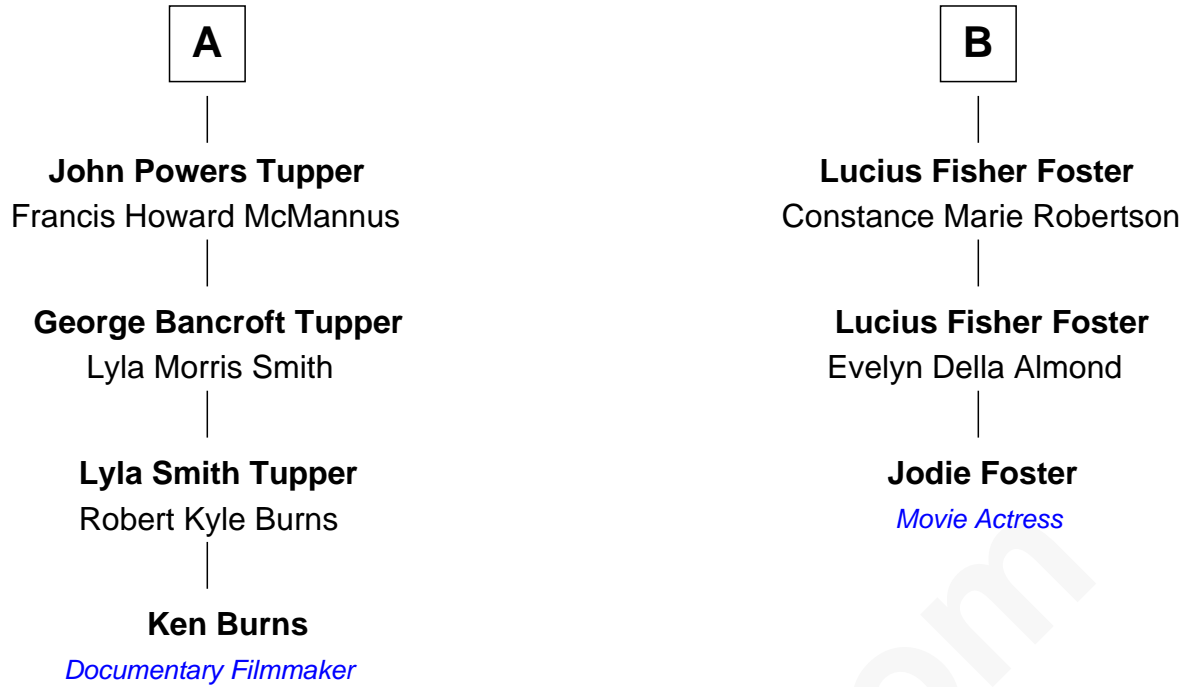 A
John Powers Tupper
Francis Howard McMannus
George Bancroft Tupper
Lyla Morris Smith
Lyla Smith Tupper
Robert Kyle Burns
Ken Burns
Documentary Filmmaker
B
Lucius Fisher Foster
Constance Marie Robertson
Lucius Fisher Foster
Evelyn Della Almond
Jodie Foster
Movie Actress
om